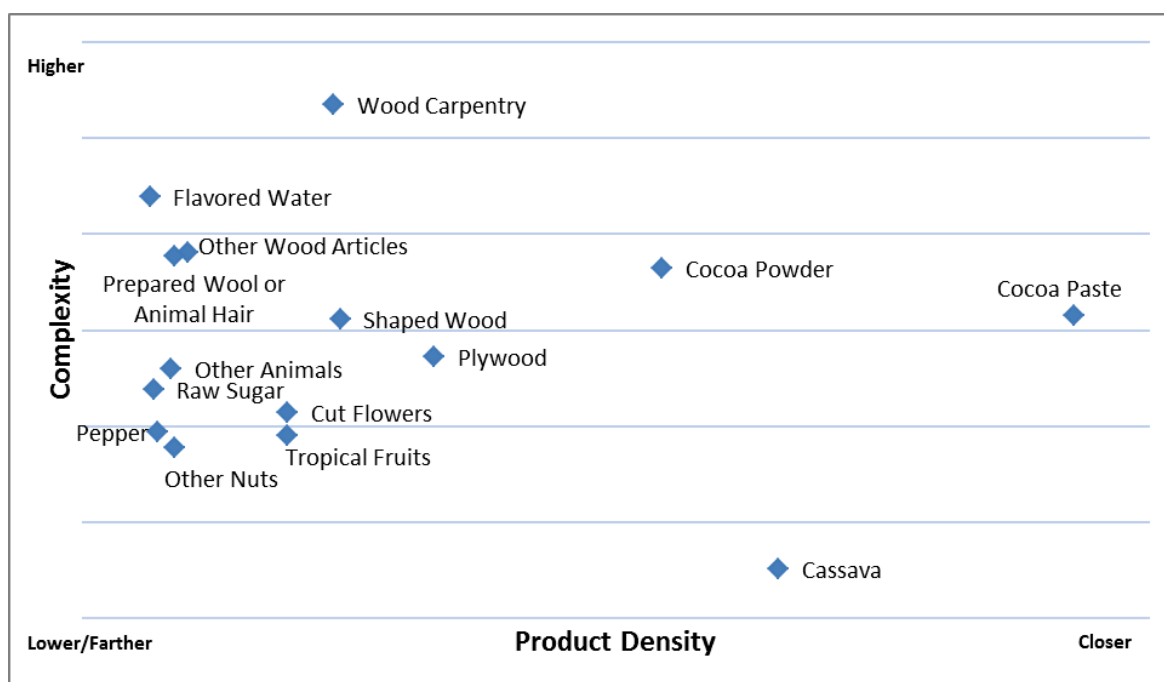 Higher
Wood Carpentry
Flavored Water
Other Wood Articles
Prepared Wool or
Animal Hair
Cocoa Powder
Cocoa Paste
Shaped Wood
Complexity
Plywood
Other Animals
Raw Sugar
Cut Flowers
Pepper
Tropical Fruits
Other Nuts
Cassava
Lower/Farther
Product Density
Closer